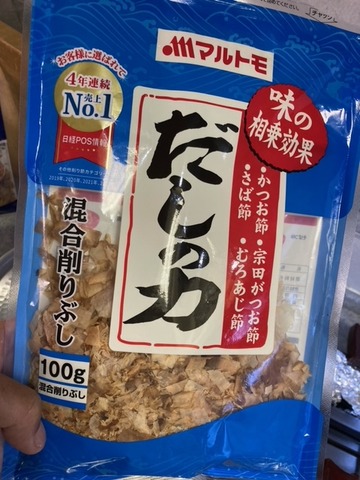 マルトモ
お客様に選ばれて
4年連続
売上
No.1
日経POS情報
味の
相乗効果
だしの力
・かつお節・宗田がつお節
・さば節・むろあじ節
混合削りぶし
100g
混合削りぶし